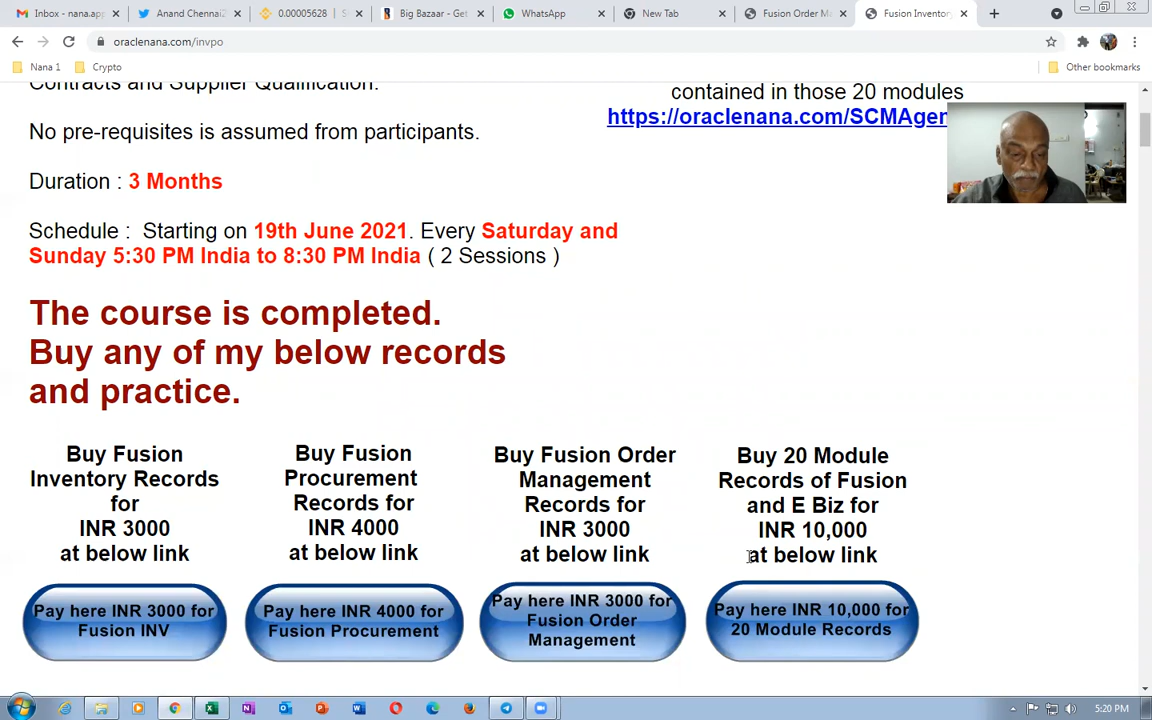 Inbox - nana.app
Anand Chennai
0.00005628
Big Bazaar - Get
WhatsApp
New Tab
Fusion Order M
Fusion Inventory
oraclenana.com/invpo
Nana 1
Crypto
Other bookmarks
Contracts and Supplier Qualification.
contained in those 20 modules
https://oraclenana.com/SCMAgen
No pre-requisites is assumed from participants.
Duration : 3 Months
Schedule : Starting on 19th June 2021. Every Saturday and
Sunday 5:30 PM India to 8:30 PM India ( 2 Sessions )
The course is completed.
Buy any of my below records
and practice.
Buy Fusion
Inventory Records
for
INR 3000
at below link
Buy Fusion
Procurement
Records for
INR 4000
at below link
Buy Fusion Order
Management
Records for
INR 3000
at below link
Buy 20 Module
Records of Fusion
and E Biz for
INR 10,000
at below link
Pay here INR 3000 for
Fusion INV
Pay here INR 4000 for
Fusion Procurement
Pay here INR 3000 for
Fusion Order
Management
Pay here INR 10,000 for
20 Module Records
5:20 PM